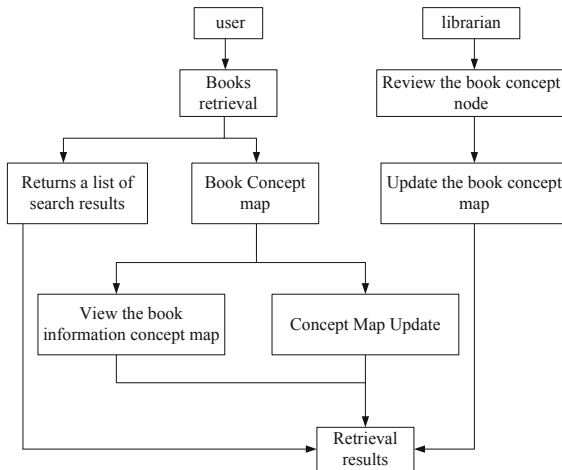 user
librarian
Books
retrieval
Review the book concept
node
Returns a list of
search results
Book Concept
map
Update the book concept
map
View the book
information concept map
Concept Map Update
Retrieval
results